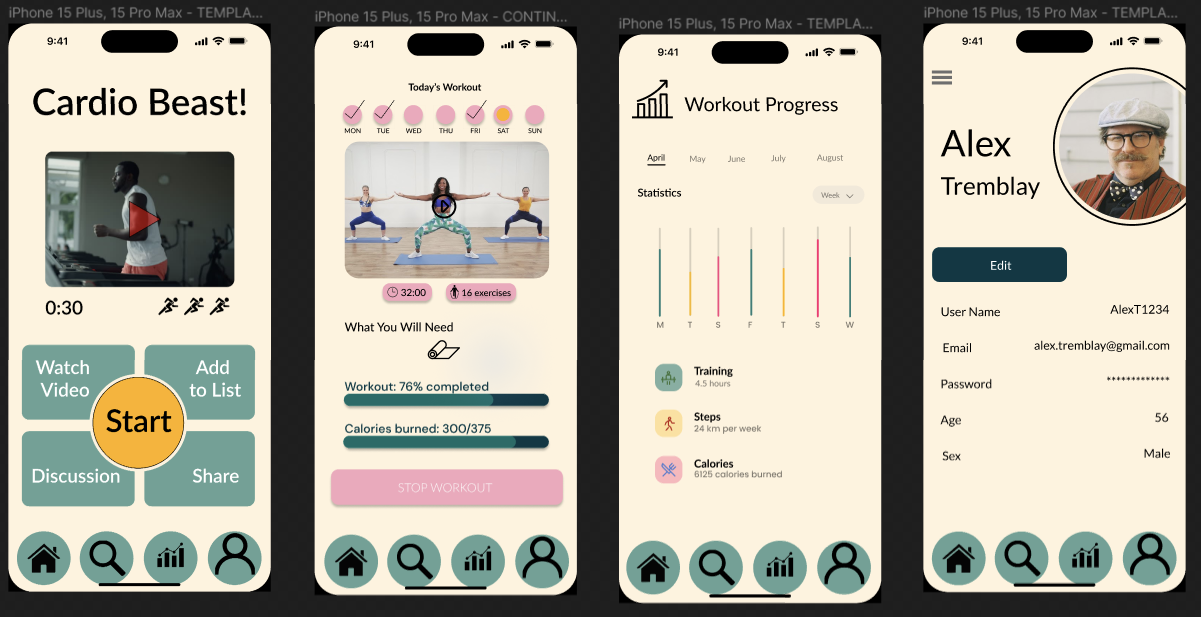 iPhone 15 Plus, 15 Pro Max - TEMPLA...
9:41
Cardio Beast!
0:30
Watch
Video
Add
to List
Start
Discussion
Share
iPhone 15 Plus, 15 Pro Max - CONTIN...
9:41
Today's Workout
MON TUE WED THU FRI SAT SUN
32:00
16 exercises
What You Will Need
Workout: 76% completed
Calories burned: 300/375
STOP WORKOUT
iPhone 15 Plus, 15 Pro Max - TEMPLA...
9:41
Workout Progress
April May June July August
Statistics
Week
M T S F T S W
Training
4.5 hours
Steps
24 km per week
Calories
6125 calories burned
iPhone 15 Plus, 15 Pro Max - TEMPLA...
9:41
Alex
Tremblay
Edit
User Name AlexT1234
Email alex.tremblay@gmail.com
Password *************
Age 56
Sex Male